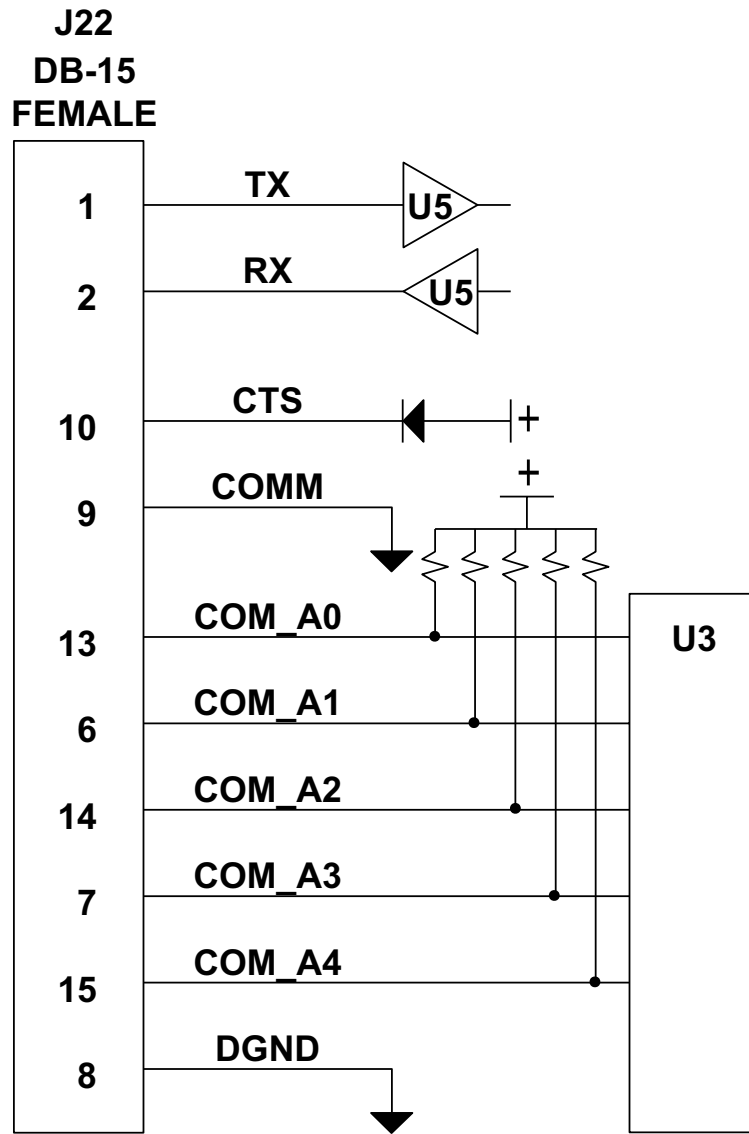 J22
DB-15
FEMALE
1 TX U5
2 RX U5
10 CTS +
+
9 COMM
13 COM_A0 U3
6 COM_A1
14 COM_A2
7 COM_A3
15 COM_A4
8 DGND